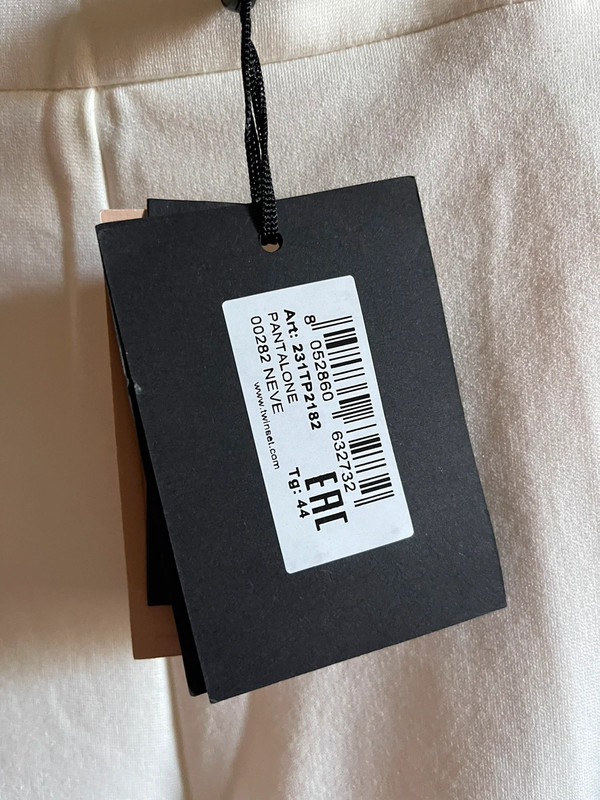 8 052860 632732
Art: 231TP2182
PANTALONE
00282 NEVE
Tg: 44
EAC
www.twinset.com